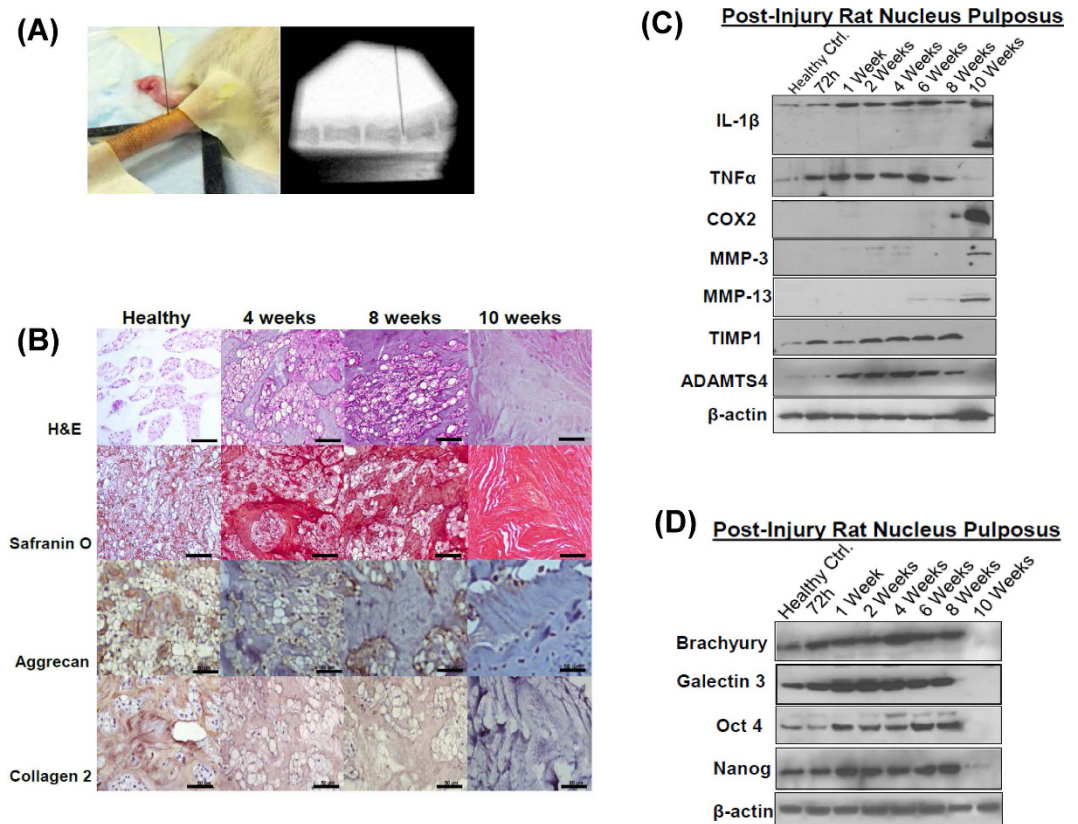 (A)
(B)
Healthy 4 weeks 8 weeks 10 weeks
H&E
Safranin O
Aggrecan
Collagen 2
(C)
Post-Injury Rat Nucleus Pulposus
Healthy Ctrl. 72h 1 Week 2 Weeks 4 Weeks 6 Weeks 8 Weeks 10 Weeks
IL-1β
TNFα
COX2
MMP-3
MMP-13
TIMP1
ADAMTS4
β-actin
(D)
Post-Injury Rat Nucleus Pulposus
Healthy Ctrl. 72h 1 Week 2 Weeks 4 Weeks 6 Weeks 8 Weeks 10 Weeks
Brachyury
Galectin 3
Oct 4
Nanog
β-actin